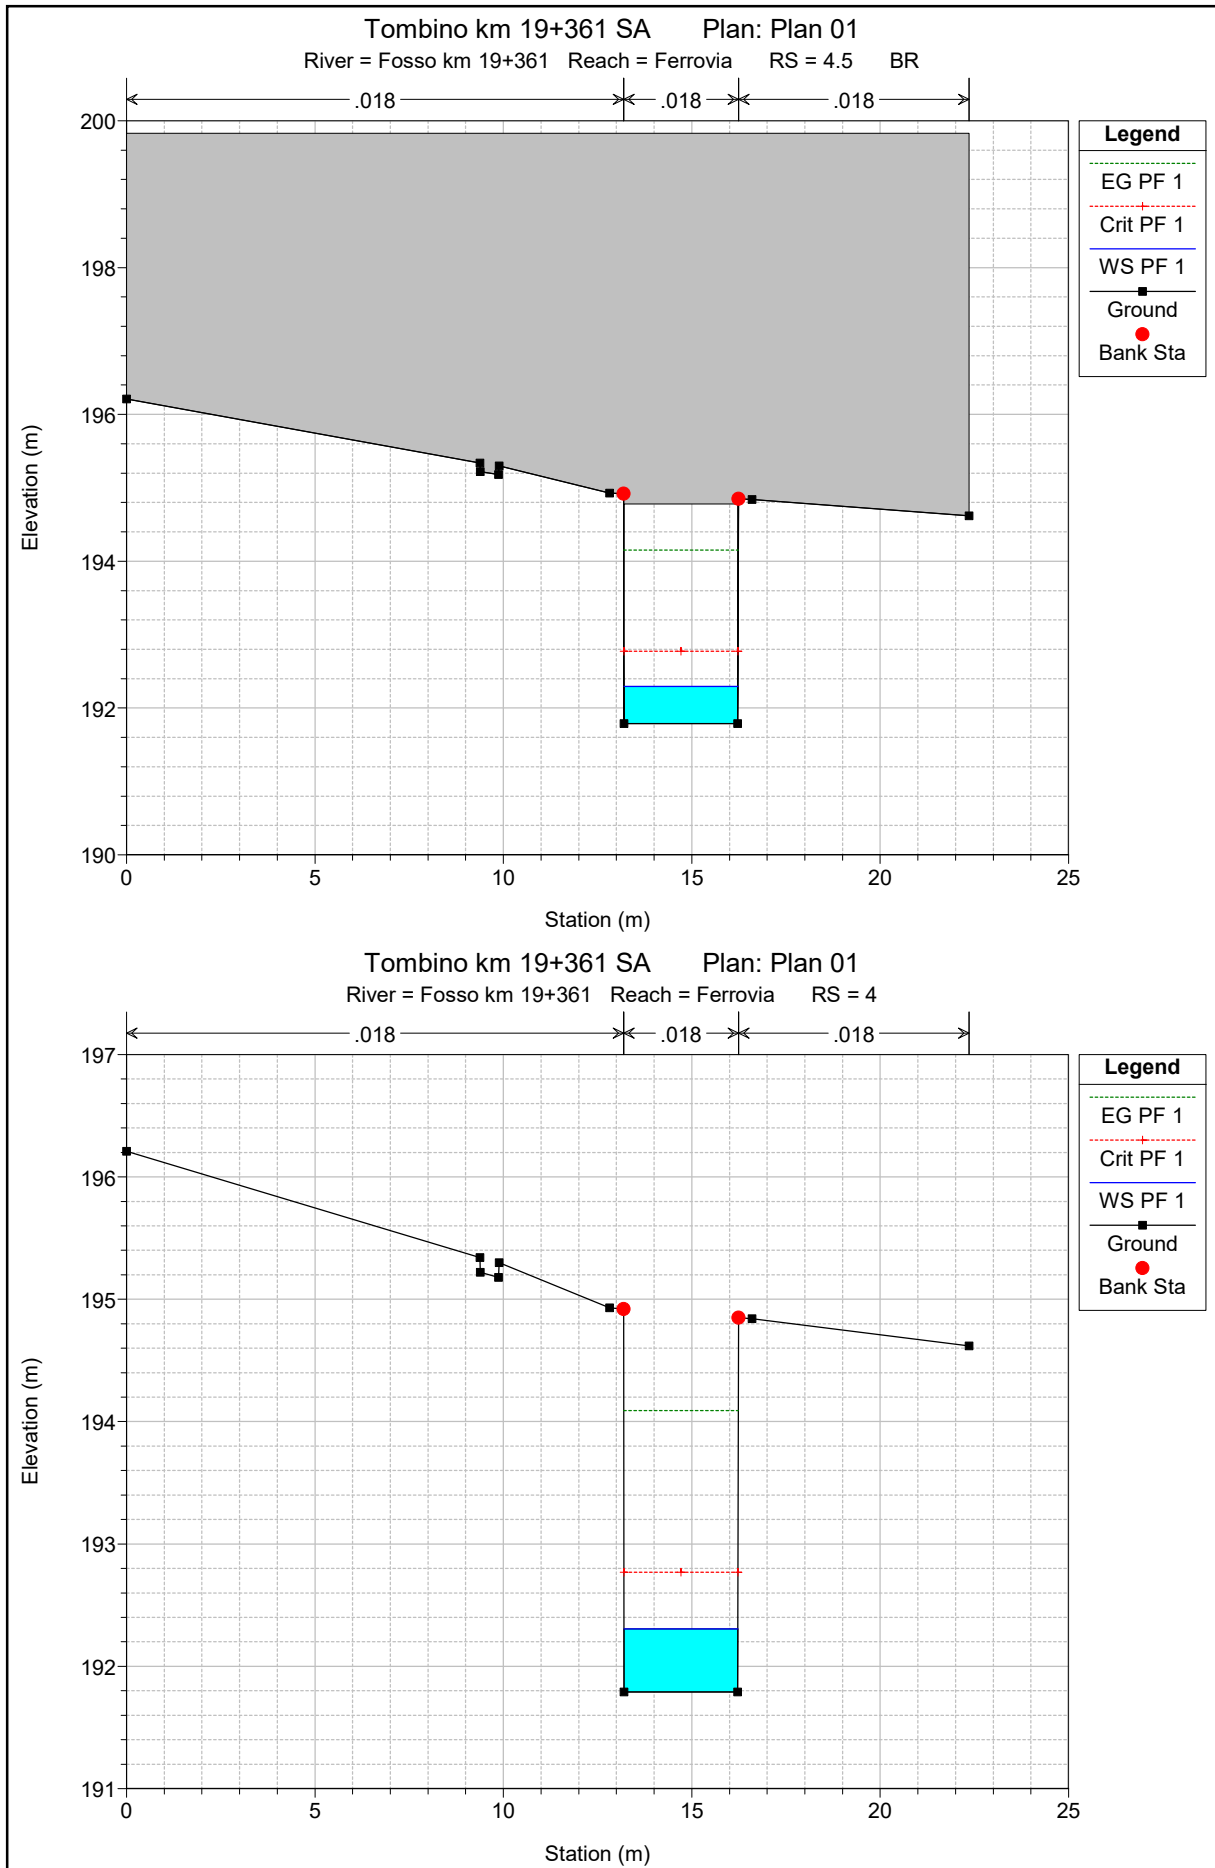 Tombino km 19+361 SA Plan: Plan 01
River = Fosso km 19+361 Reach = Ferrovia RS = 4.5 BR
.018 .018 .018
200
198
196
194
192
190
0 5 10 15 20 25
Station (m)
Elevation (m)
Legend
EG PF 1
Crit PF 1
WS PF 1
Ground
Bank Sta
Tombino km 19+361 SA Plan: Plan 01
River = Fosso km 19+361 Reach = Ferrovia RS = 4
.018 .018 .018
197
196
195
194
193
192
191
0 5 10 15 20 25
Station (m)
Elevation (m)
Legend
EG PF 1
Crit PF 1
WS PF 1
Ground
Bank Sta